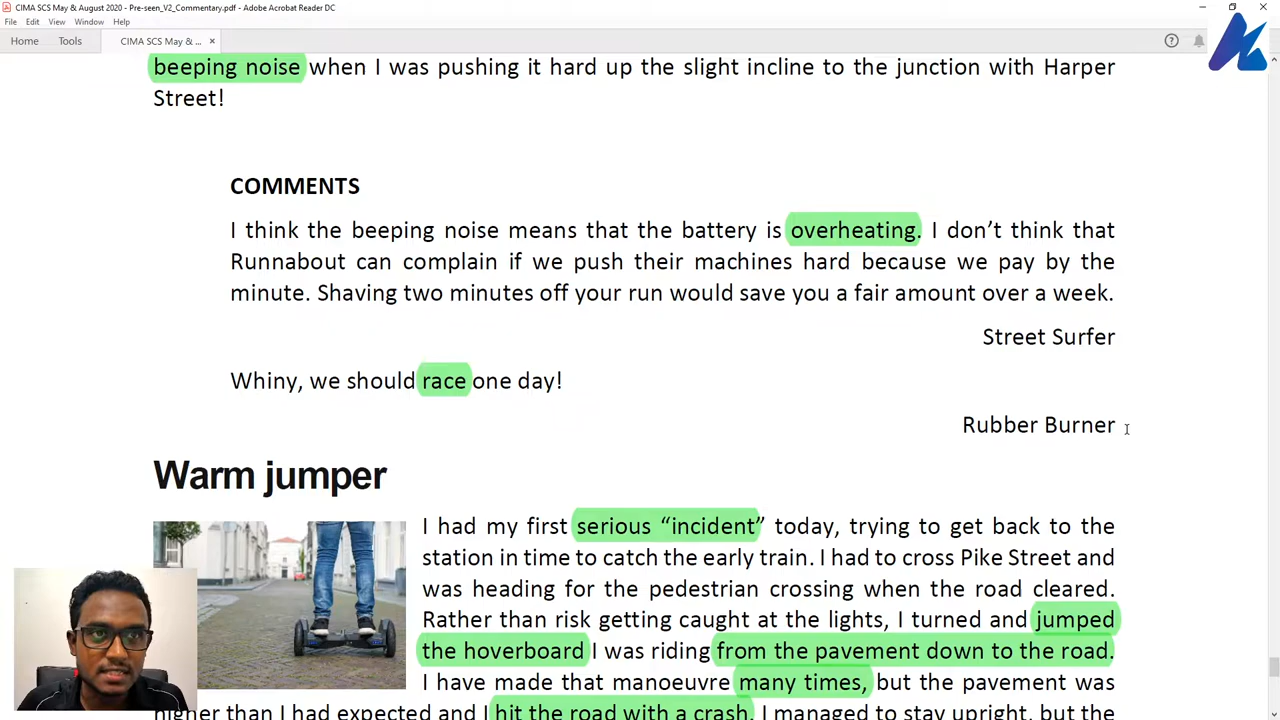 CIMA SCS May & August 2020 - Pre-seen_V2_Commentary.pdf - Adobe Acrobat Reader DC
File Edit View Window Help
Home Tools CIMA SCS May & ... ×
beeping noise when I was pushing it hard up the slight incline to the junction with Harper
Street!
COMMENTS
I think the beeping noise means that the battery is overheating. I don’t think that
Runnabout can complain if we push their machines hard because we pay by the
minute. Shaving two minutes off your run would save you a fair amount over a week.
Street Surfer
Whiny, we should race one day!
Rubber Burner
Warm jumper
I had my first serious “incident” today, trying to get back to the
station in time to catch the early train. I had to cross Pike Street and
was heading for the pedestrian crossing when the road cleared.
Rather than risk getting caught at the lights, I turned and jumped
the hoverboard I was riding from the pavement down to the road.
I have made that manoeuvre many times, but the pavement was
higher than I had expected and I hit the road with a crash. I managed to stay upright, but the